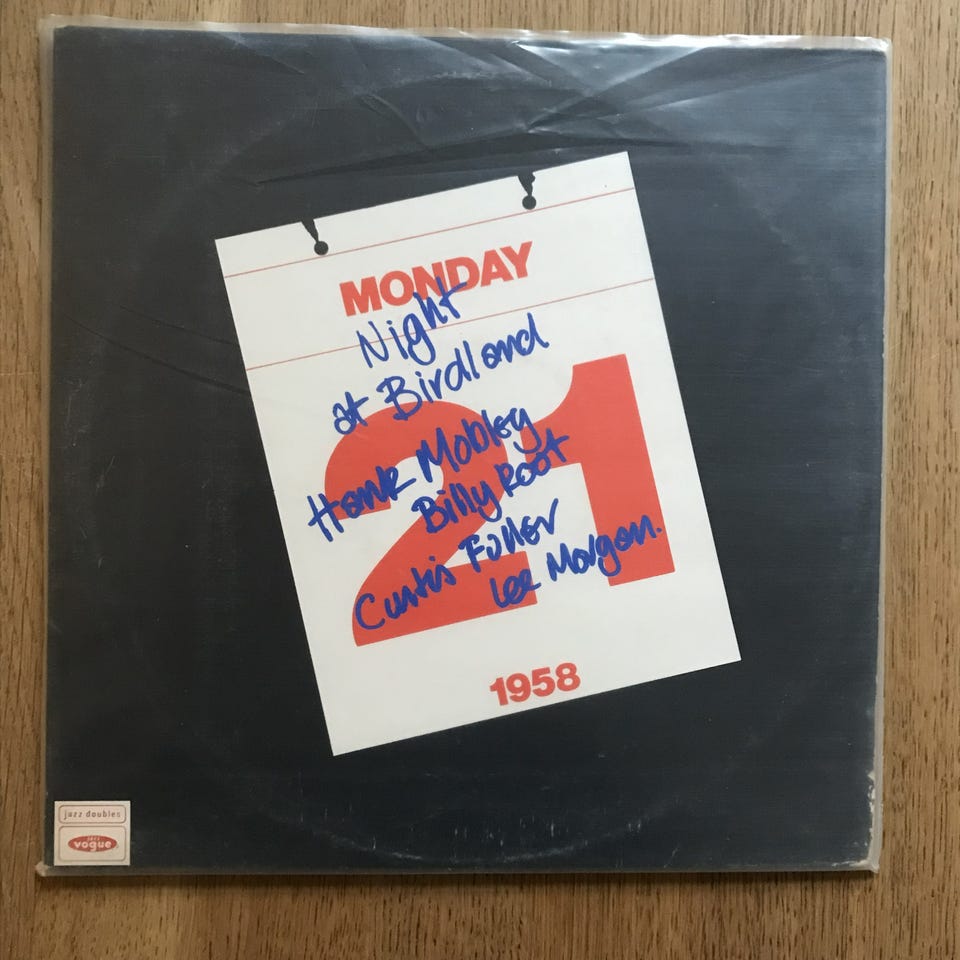 MONDAY
Night
at Birdland
21
Hank Mobley
Billy Root
Curtis Fuller
Lee Morgan.
1958
jazz doubles
JAZZ
vogue